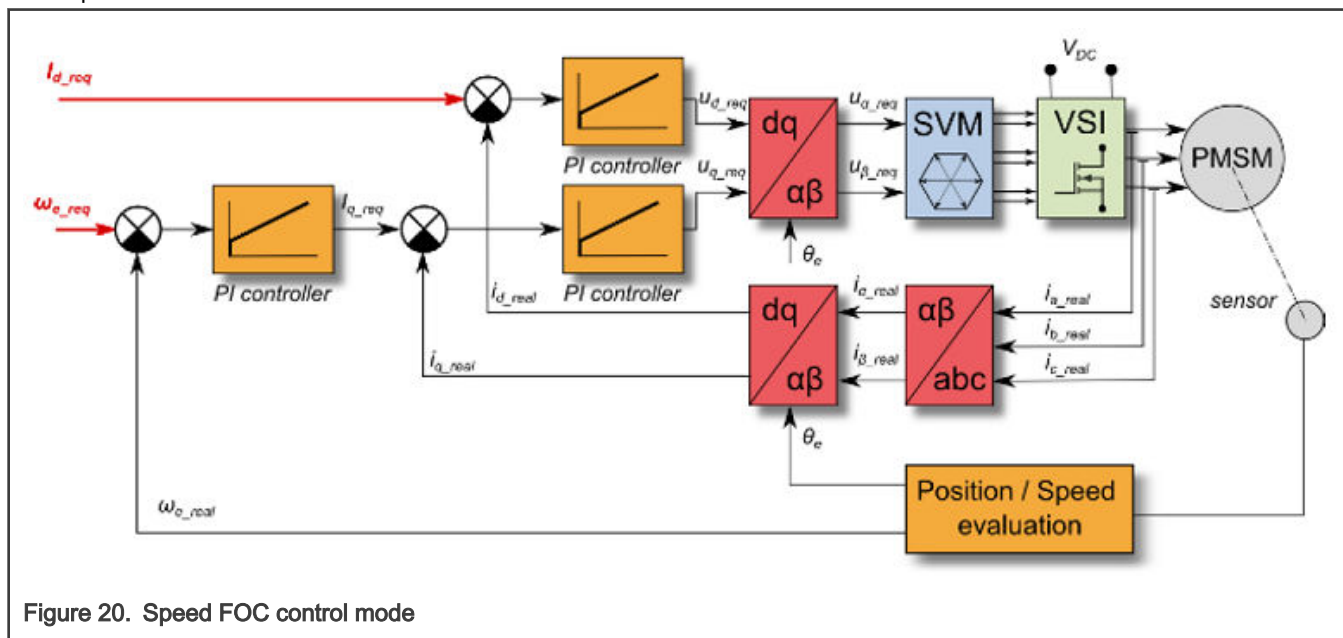 V_DC
I_d_req
u_d_req
u_α_req
dq
αβ
SVM
VSI
PMSM
PI controller
u_q_req
u_β_req
ω_e_req
I_q_req
θ_e
PI controller
PI controller
i_d_real
i_α_real
i_a_real
sensor
dq
αβ
αβ
abc
i_b_real
i_q_real
i_β_real
i_c_real
θ_e
Position / Speed
evaluation
ω_e_real
Figure 20. Speed FOC control mode